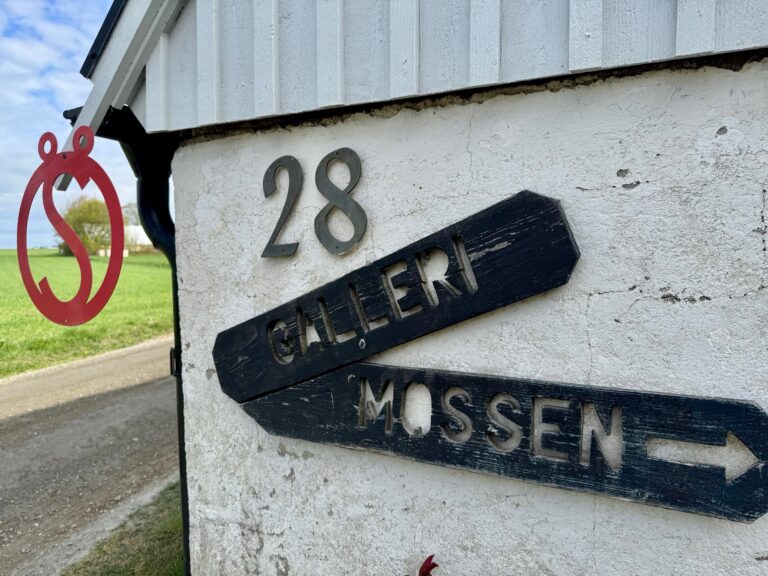 S
28
GALLERI
MOSSEN